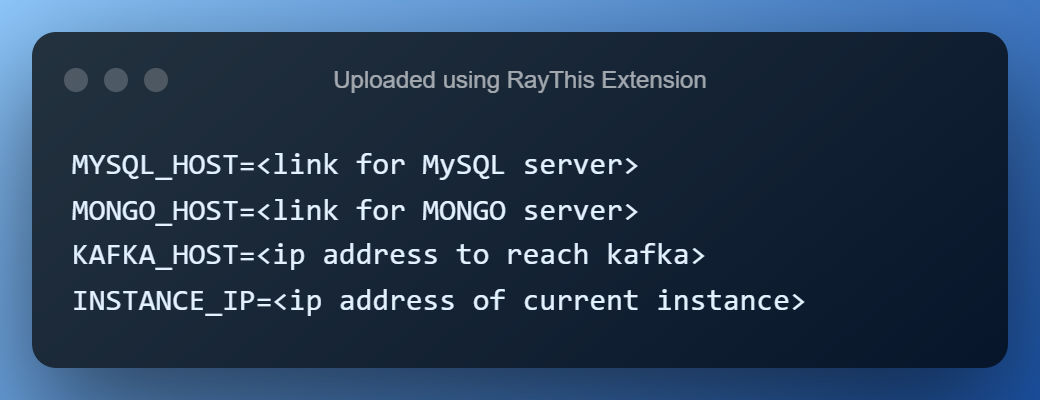 Uploaded using RayThis Extension
MYSQL_HOST=<link for MySQL server>
MONGO_HOST=<link for MONGO server>
KAFKA_HOST=<ip address to reach kafka>
INSTANCE_IP=<ip address of current instance>